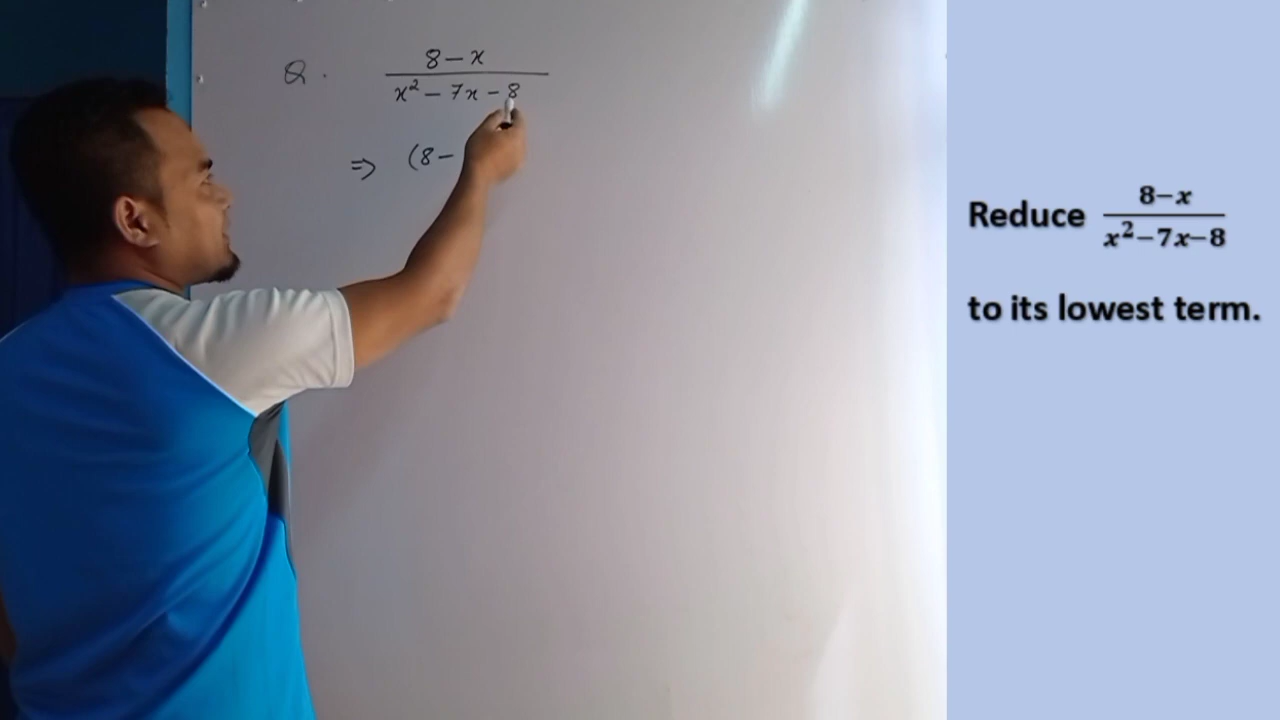 Q. 8 - x
x² - 7x - 8
⇒ (8 -
Reduce 8-x
x²-7x-8
to its lowest term.